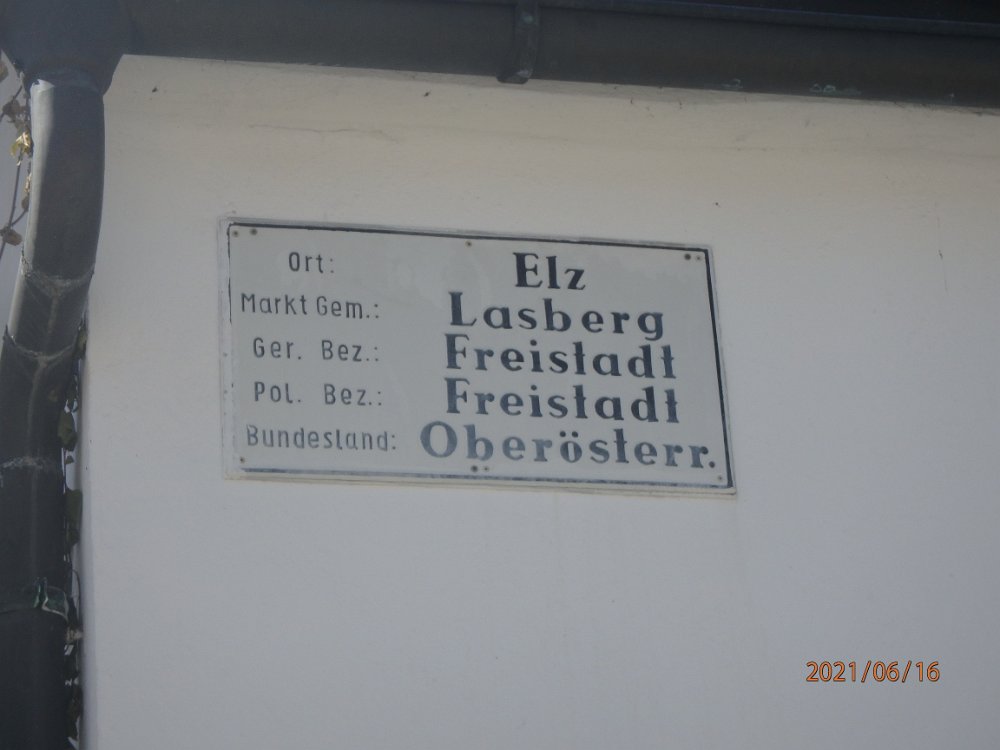 Ort: Elz
Markt Gem.: Lasberg
Ger. Bez.: Freistadt
Pol. Bez.: Freistadt
Bundesland: Oberösterr.
2021/06/16